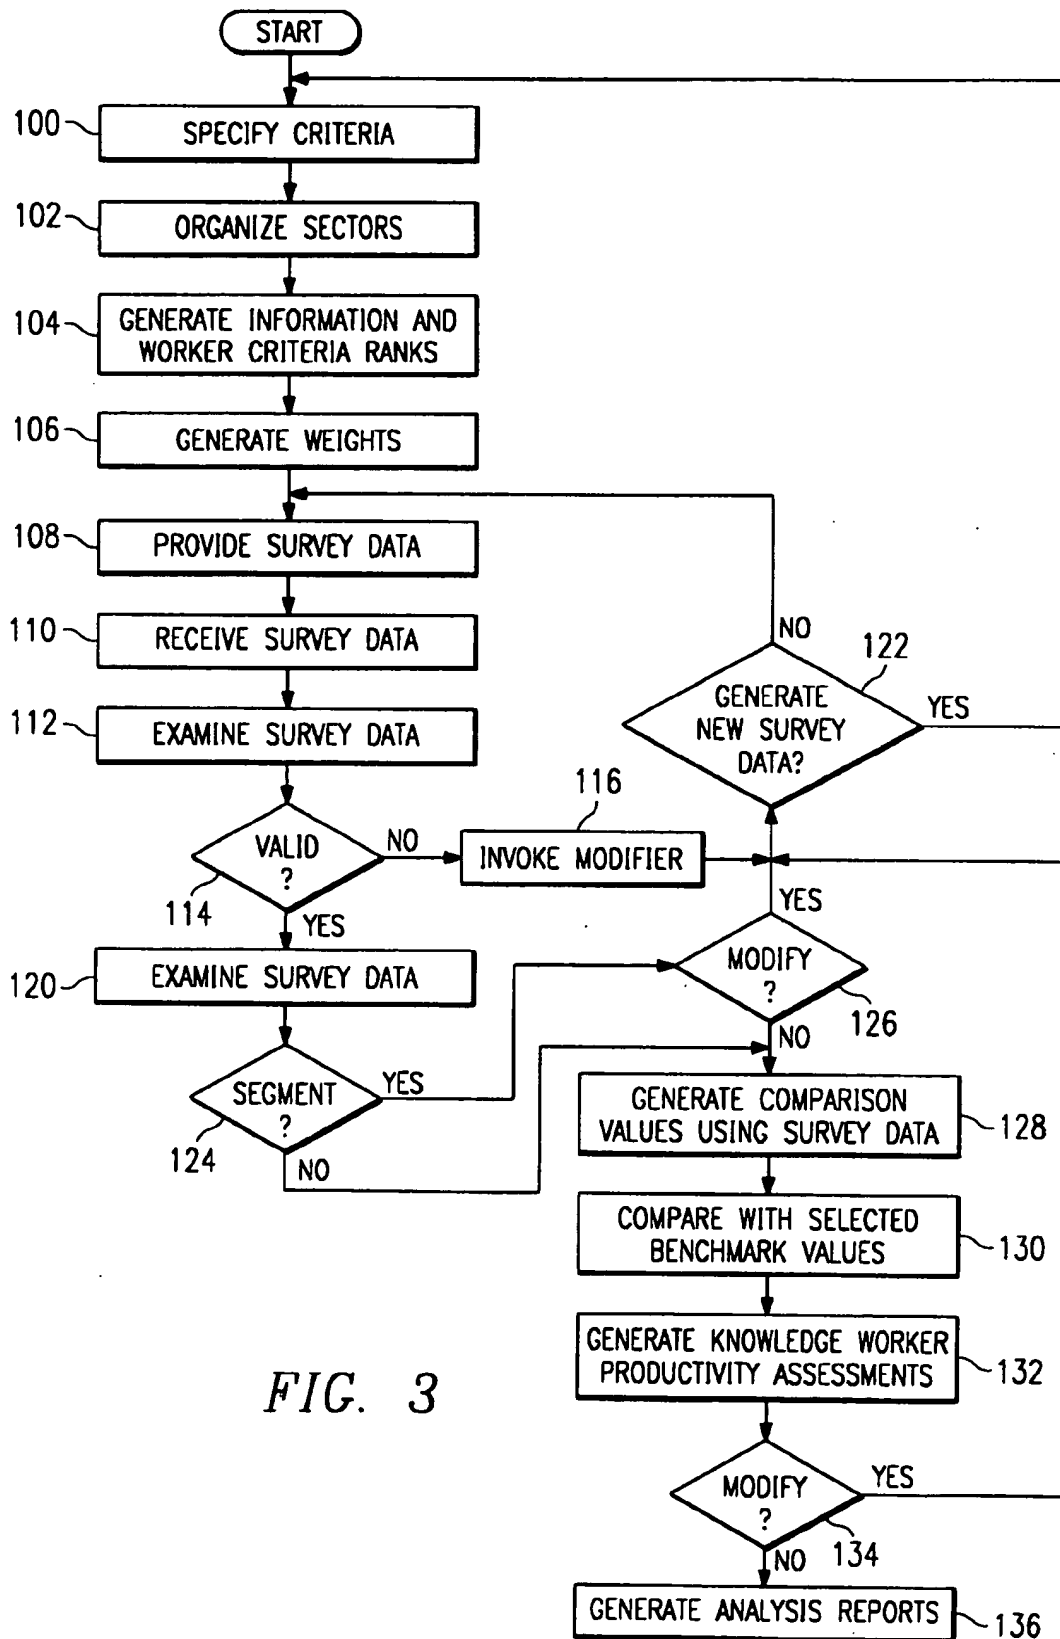 START
100
SPECIFY CRITERIA
102
ORGANIZE SECTORS
104
GENERATE INFORMATION AND
WORKER CRITERIA RANKS
106
GENERATE WEIGHTS
108
PROVIDE SURVEY DATA
110
RECEIVE SURVEY DATA
112
EXAMINE SURVEY DATA
VALID
?
114
NO
YES
116
INVOKE MODIFIER
NO
122
GENERATE
NEW SURVEY
DATA?
YES
120
EXAMINE SURVEY DATA
SEGMENT
?
124
YES
NO
YES
MODIFY
?
126
NO
GENERATE COMPARISON
VALUES USING SURVEY DATA
128
COMPARE WITH SELECTED
BENCHMARK VALUES
130
GENERATE KNOWLEDGE WORKER
PRODUCTIVITY ASSESSMENTS
132
MODIFY
?
YES
134
NO
GENERATE ANALYSIS REPORTS
136
FIG. 3